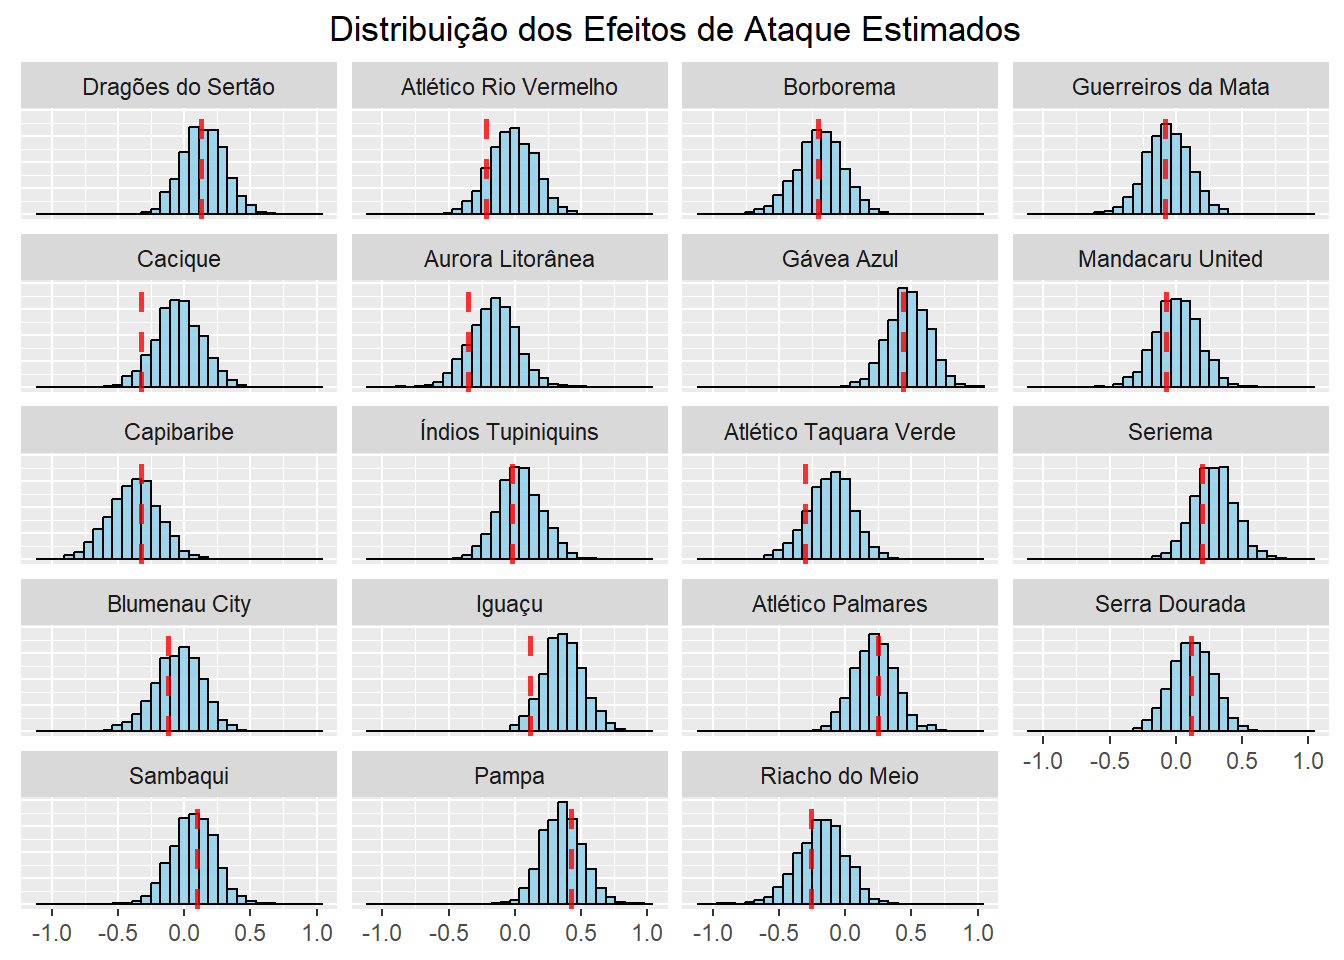 Distribuição dos Efeitos de Ataque Estimados
Dragões do Sertão
Atlético Rio Vermelho
Borborema
Guerreiros da Mata
Cacique
Aurora Litorânea
Gávea Azul
Mandacaru United
Capibaribe
Índios Tupiniquins
Atlético Taquara Verde
Seriema
Blumenau City
Iguaçu
Atlético Palmares
Serra Dourada
-1.0 -0.5 0.0 0.5 1.0
Sambaqui
Pampa
Riacho do Meio
-1.0 -0.5 0.0 0.5 1.0
-1.0 -0.5 0.0 0.5 1.0
-1.0 -0.5 0.0 0.5 1.0